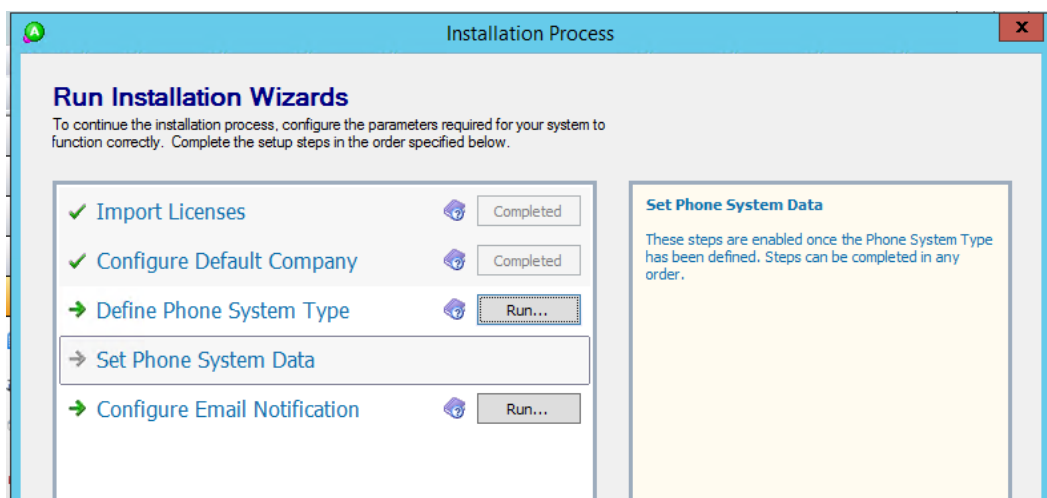 Installation Process
x
Run Installation Wizards
To continue the installation process, configure the parameters required for your system to
function correctly. Complete the setup steps in the order specified below.
Import Licenses
Completed
Configure Default Company
Completed
Define Phone System Type
Run...
Set Phone System Data
Configure Email Notification
Run...
Set Phone System Data
These steps are enabled once the Phone System Type
has been defined. Steps can be completed in any
order.